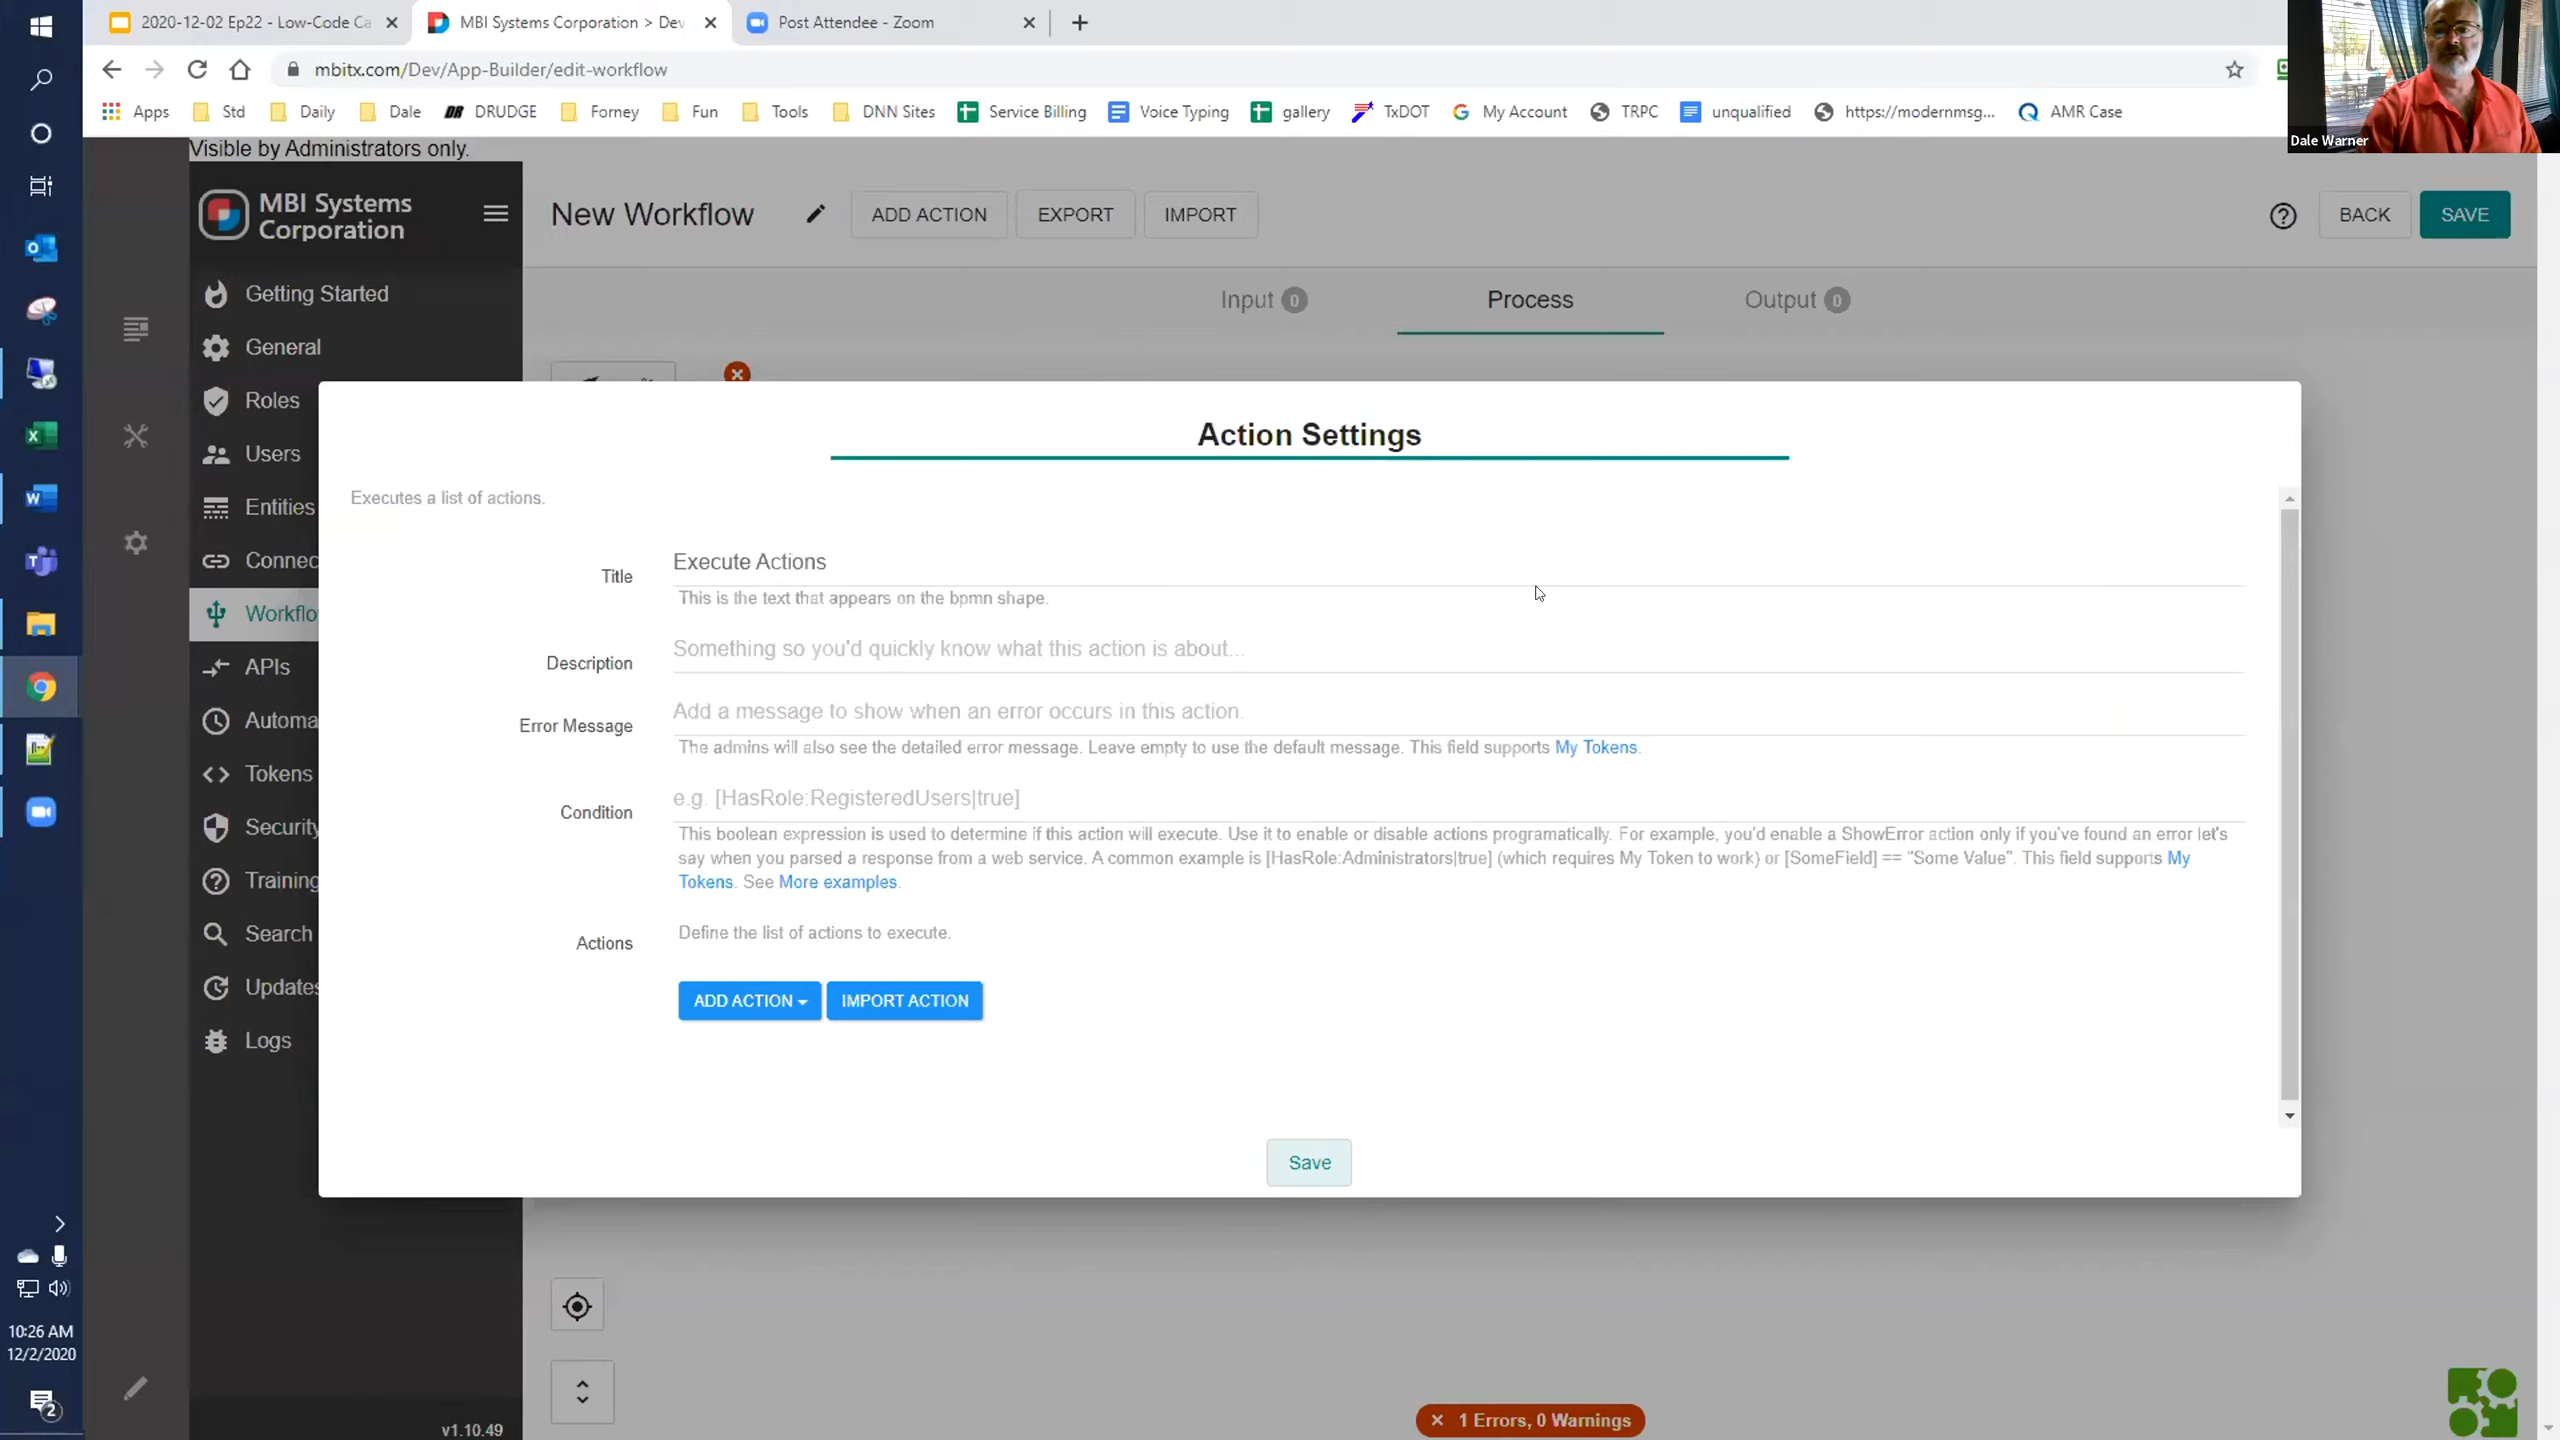 2020-12-02 Ep22 - Low-Code Ca
MBI Systems Corporation > Dev
Post Attendee - Zoom
mbitx.com/Dev/App-Builder/edit-workflow
Apps
Std
Daily
Dale
DR
DRUDGE
Forney
Fun
Tools
DNN Sites
Service Billing
Voice Typing
gallery
TxDOT
My Account
TRPC
unqualified
https://modernmsg...
AMR Case
Dale Warner
Visible by Administrators only.
MBI Systems
Corporation
New Workflow
ADD ACTION
EXPORT
IMPORT
BACK
SAVE
Getting Started
General
Roles
Users
Entities
Connec
Workflo
APIs
Automa
Tokens
Security
Training
Search
Updates
Logs
v1.10.49
Input 0
Process
Output 0
Action Settings
Executes a list of actions.
Title
Execute Actions
This is the text that appears on the bpmn shape.
Description
Something so you'd quickly know what this action is about...
Error Message
Add a message to show when an error occurs in this action.
The admins will also see the detailed error message. Leave empty to use the default message. This field supports My Tokens.
Condition
e.g. [HasRole:RegisteredUsers|true]
This boolean expression is used to determine if this action will execute. Use it to enable or disable actions programatically. For example, you'd enable a ShowError action only if you've found an error let's
say when you parsed a response from a web service. A common example is [HasRole:Administrators|true] (which requires My Token to work) or [SomeField] == "Some Value". This field supports My
Tokens. See More examples.
Actions
Define the list of actions to execute.
ADD ACTION
IMPORT ACTION
Save
1 Errors, 0 Warnings
10:26 AM
12/2/2020
2